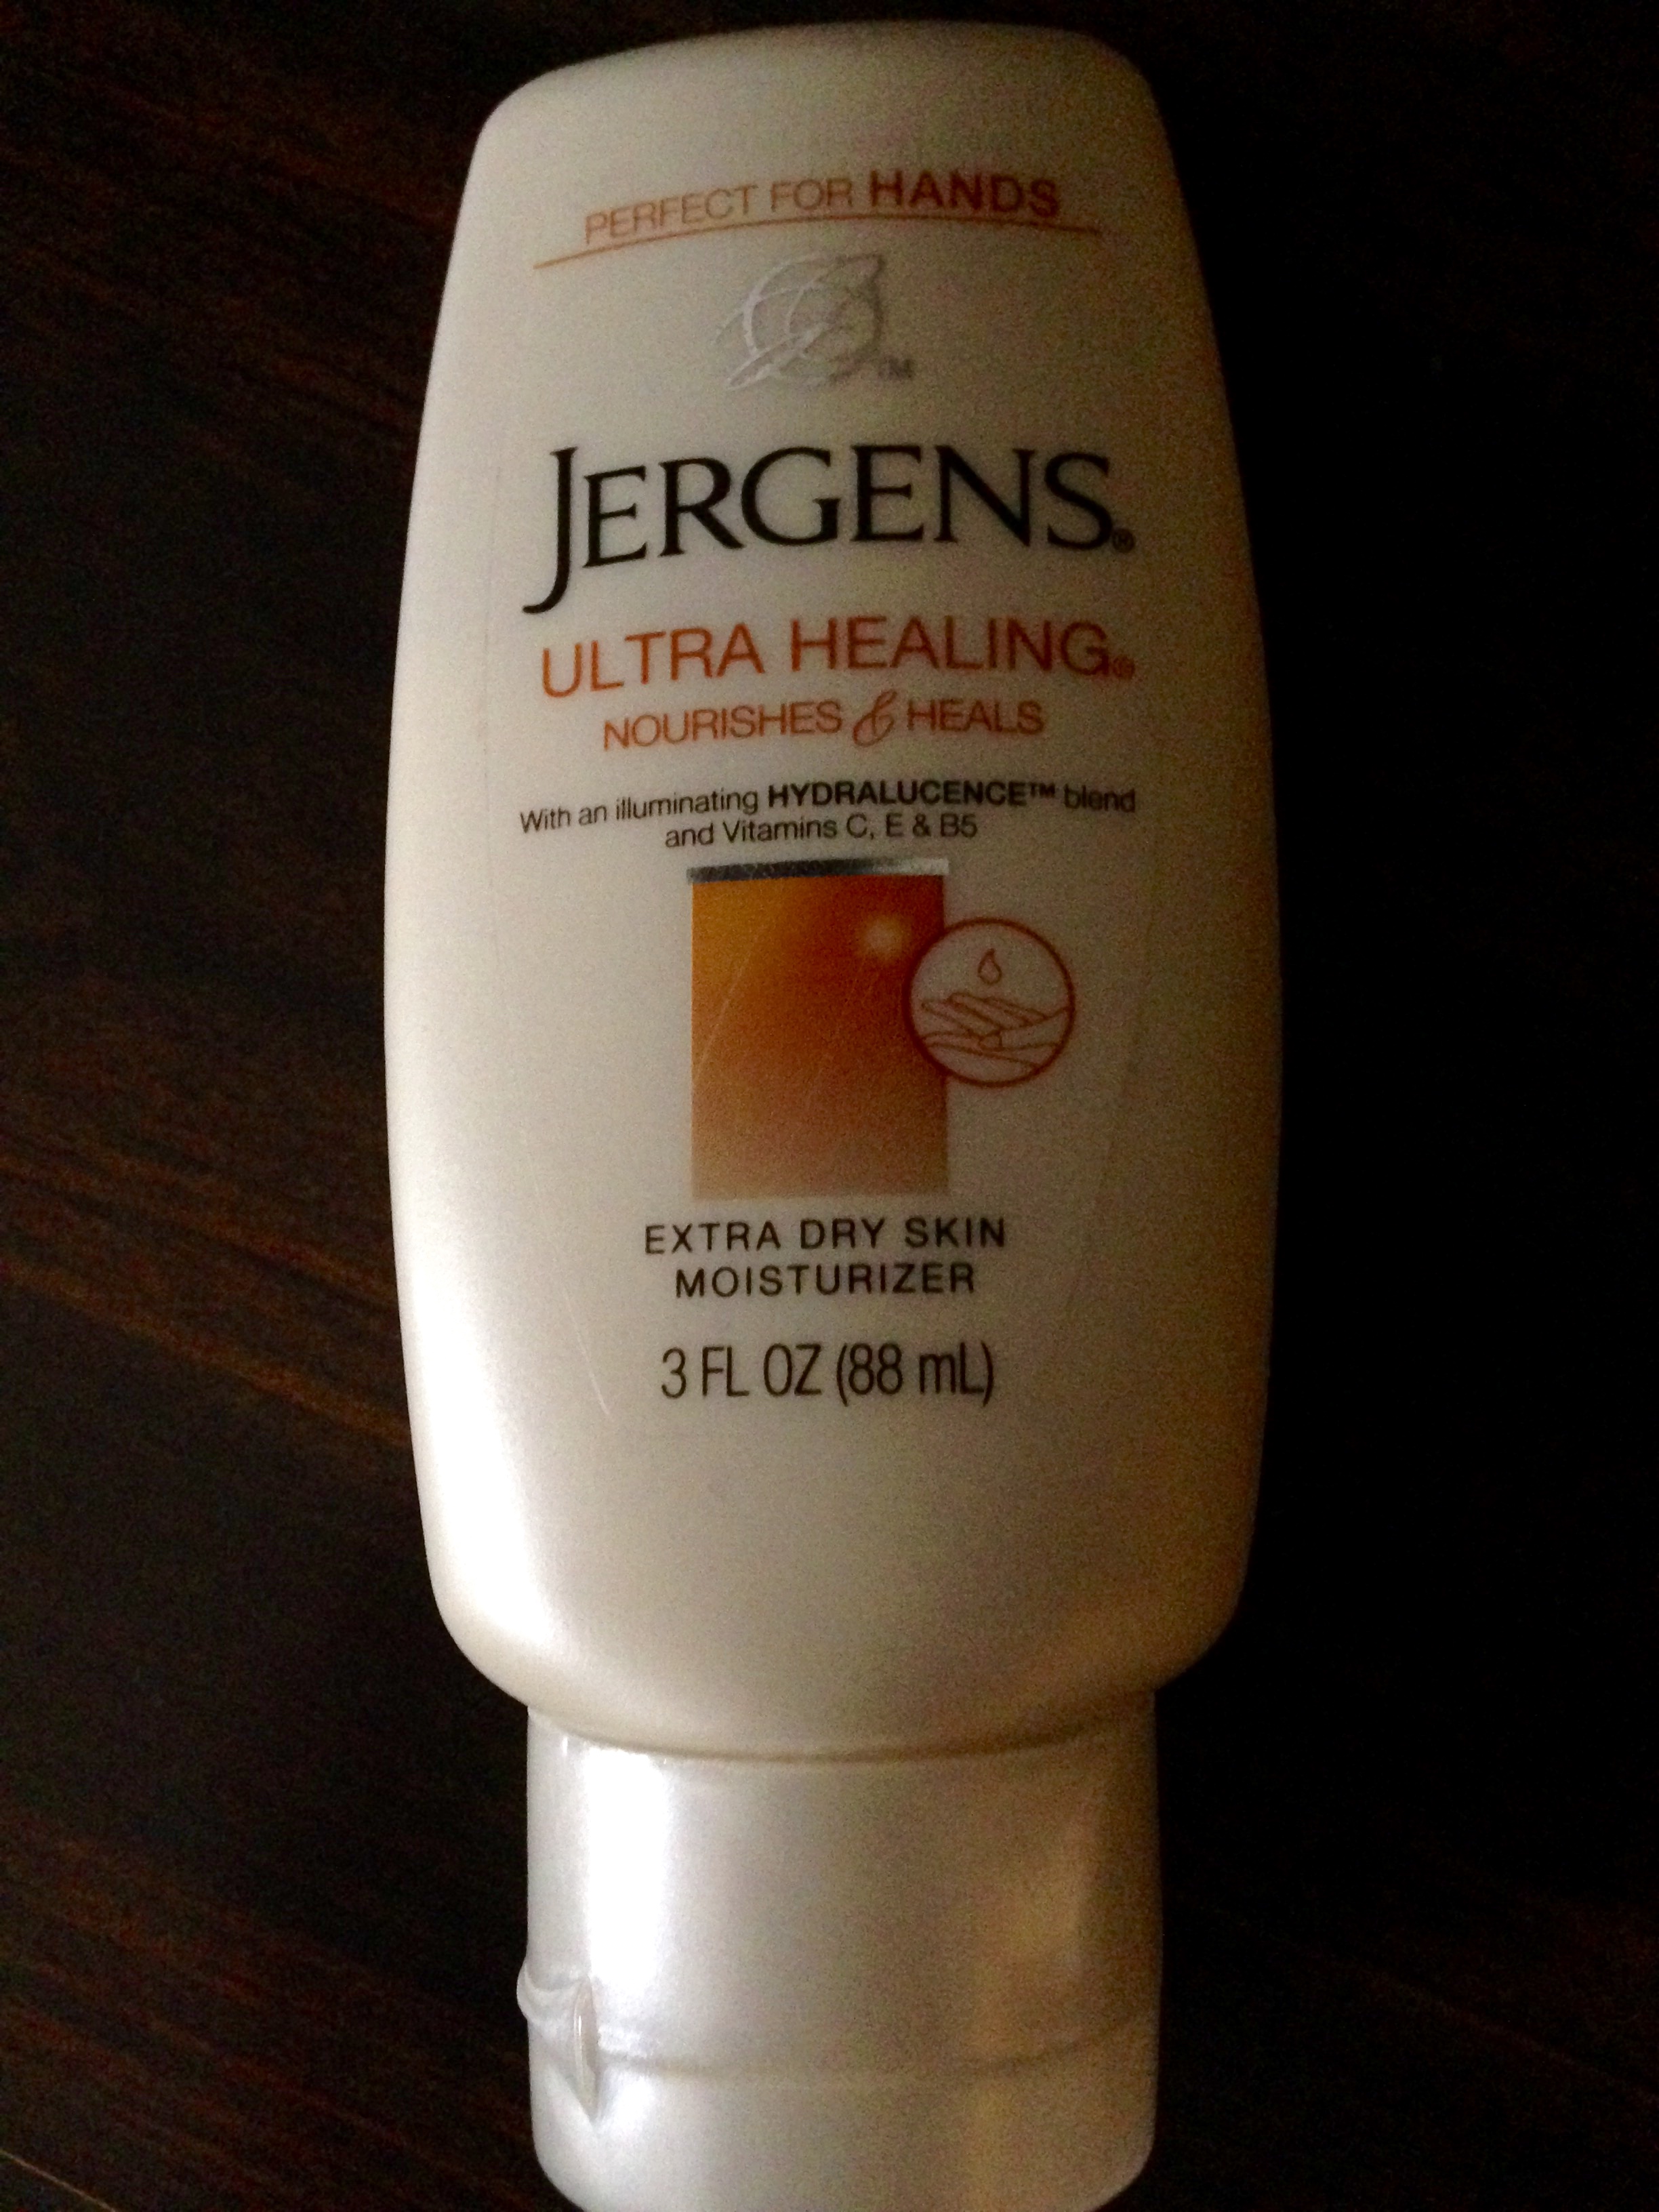 PERFECT FOR HANDS
TM
JERGENS®
ULTRA HEALING®
NOURISHES & HEALS
With an illuminating HYDRALUCENCE™ blend
and Vitamins C, E & B5
EXTRA DRY SKIN
MOISTURIZER
3 FL OZ (88 mL)